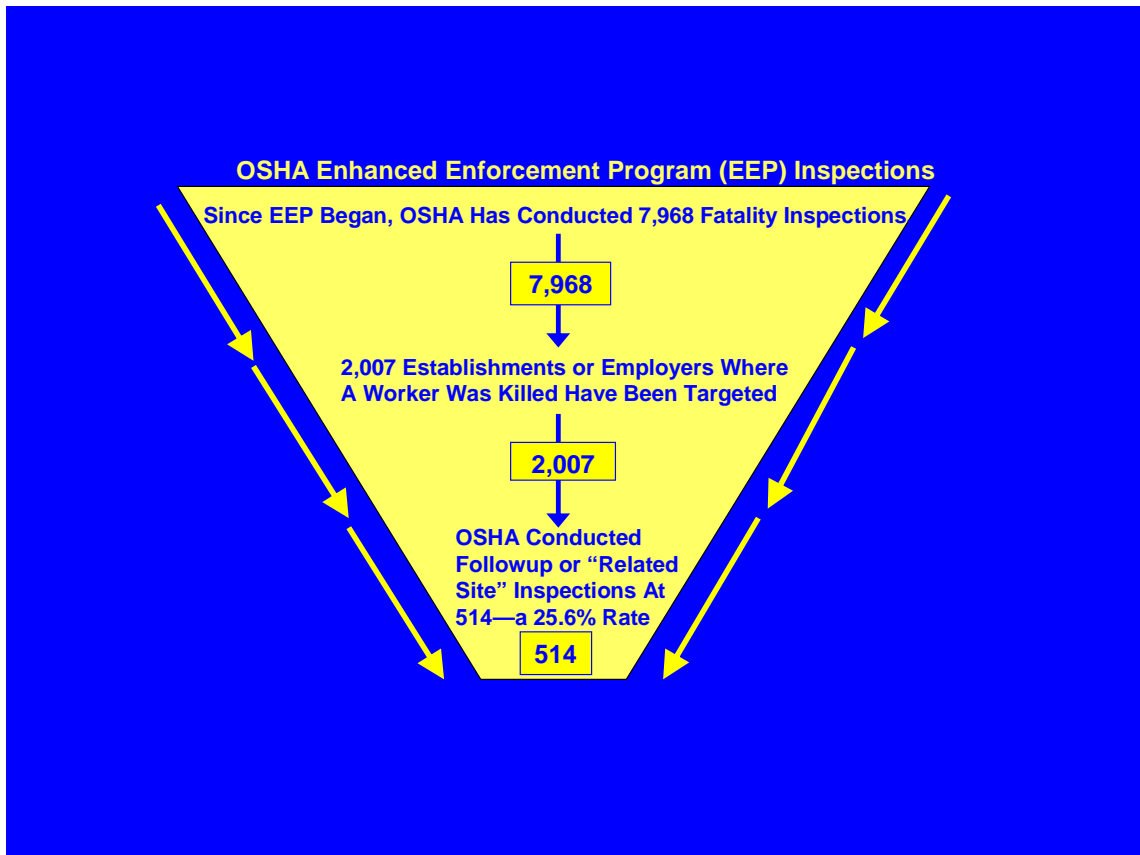 OSHA Enhanced Enforcement Program (EEP) Inspections
Since EEP Began, OSHA Has Conducted 7,968 Fatality Inspections
7,968
2,007 Establishments or Employers Where
A Worker Was Killed Have Been Targeted
2,007
OSHA Conducted
Followup or “Related
Site” Inspections At
514—a 25.6% Rate
514